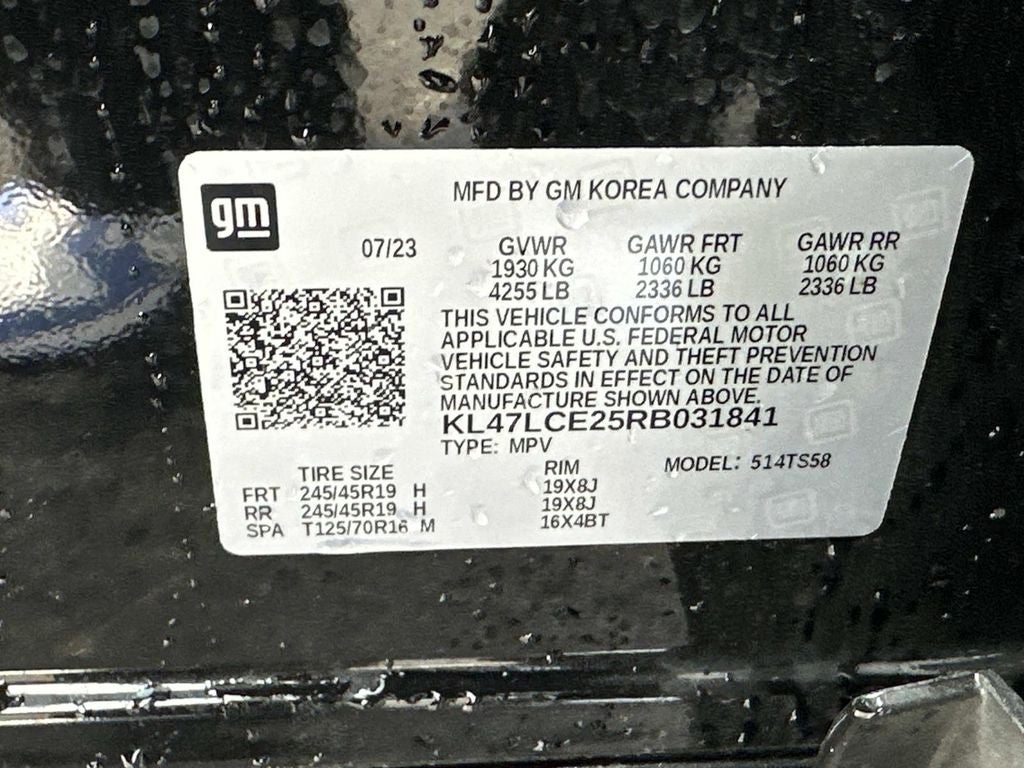 gm
MFD BY GM KOREA COMPANY
07/23 GVWR GAWR FRT GAWR RR
1930 KG 1060 KG 1060 KG
4255 LB 2336 LB 2336 LB
THIS VEHICLE CONFORMS TO ALL
APPLICABLE U.S. FEDERAL MOTOR
VEHICLE SAFETY AND THEFT PREVENTION
STANDARDS IN EFFECT ON THE DATE OF
MANUFACTURE SHOWN ABOVE.
KL47LCE25RB031841
TYPE: MPV
MODEL: 514TS58
TIRE SIZE RIM
FRT 245/45R19 H 19X8J
RR 245/45R19 H 19X8J
SPA T125/70R16 M 16X4BT